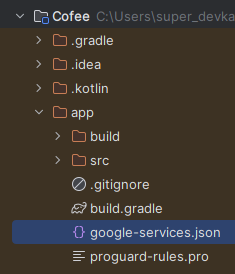 Cofee C:\Users\super_devka
.gradle
.idea
.kotlin
app
build
src
.gitignore
build.gradle
google-services.json
proguard-rules.pro